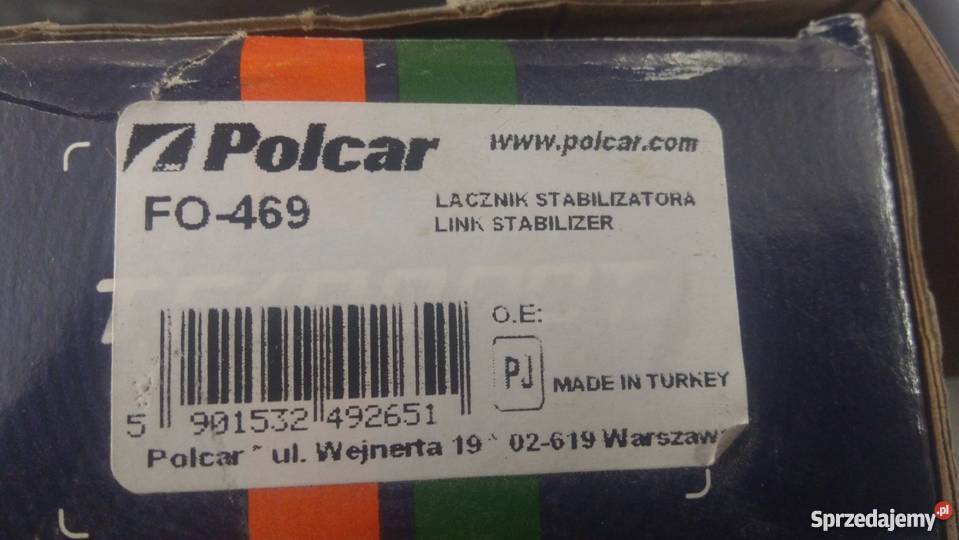 Polcar www.polcar.com
FO-469
LACZNIK STABILIZATORA
LINK STABILIZER
O.E:
PJ MADE IN TURKEY
5 901532 492651
Polcar * ul. Wejnerta 19 * 02-619 Warszawa
Sprzedajemy.pl